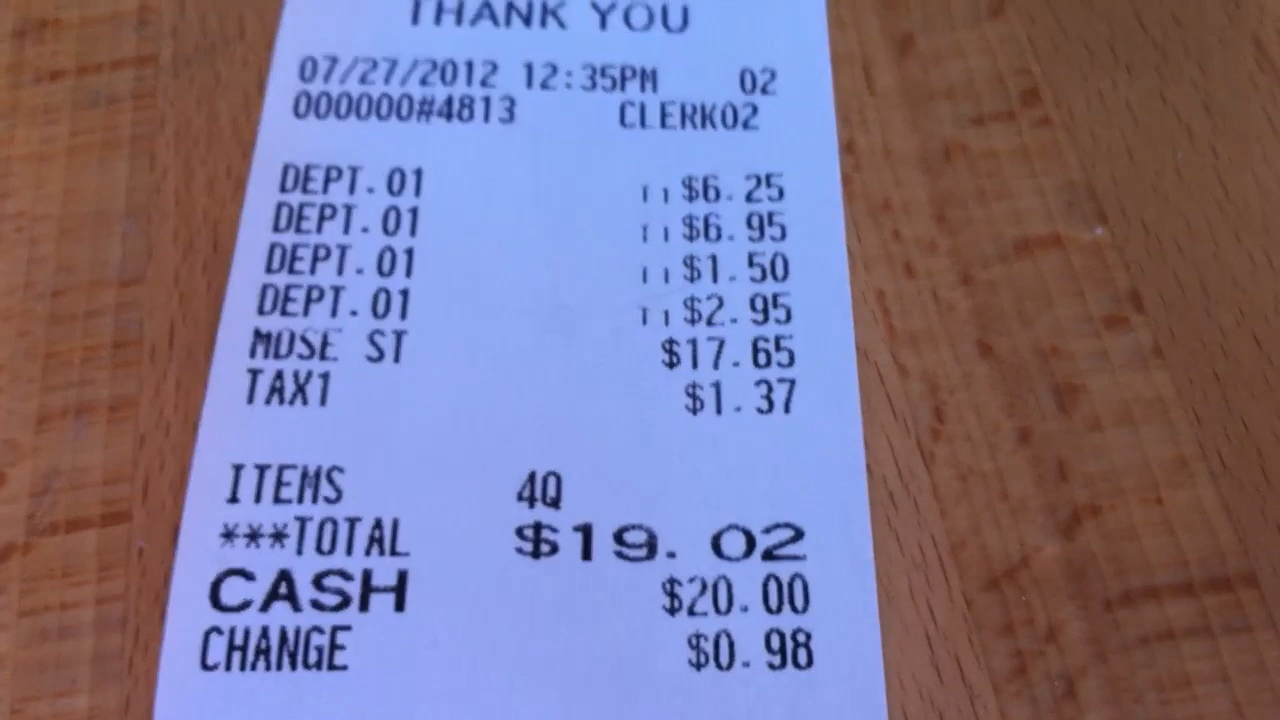 THANK YOU
07/27/2012 12:35PM 02
000000#4813 CLERK02
DEPT.01 $6.25
DEPT.01 $6.95
DEPT.01 $1.50
DEPT.01 $2.95
MDSE ST $17.65
TAX1 $1.37
ITEMS 4Q
***TOTAL $19.02
CASH $20.00
CHANGE $0.98